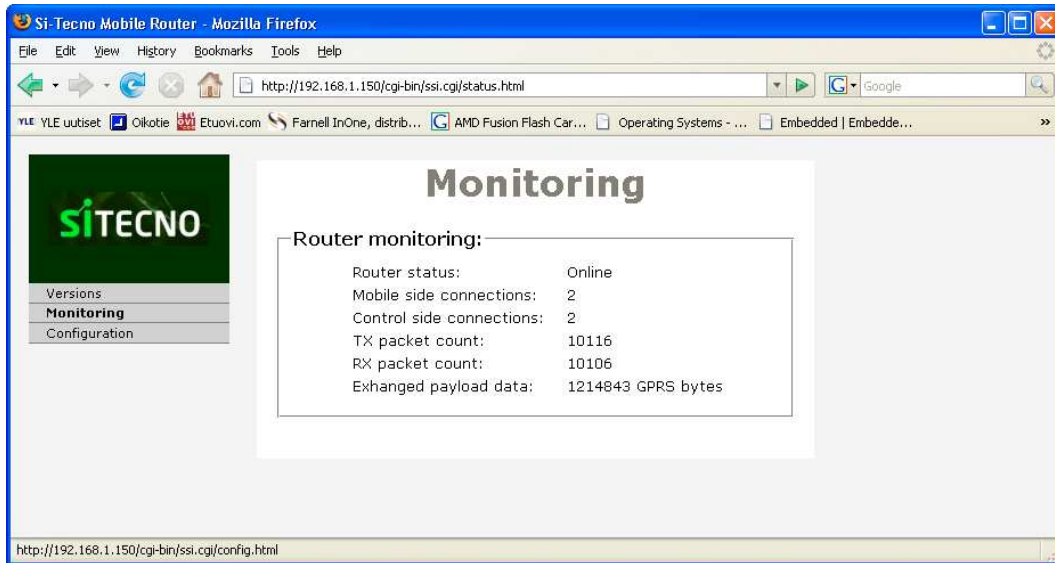 Si-Tecno Mobile Router - Mozilla Firefox
File Edit View History Bookmarks Tools Help
http://192.168.1.150/cgi-bin/ssi.cgi/status.html
G Google
YLE YLE uutiset Oikotie OVI Etuovi.com Farnell InOne, distrib... G AMD Fusion Flash Car... Operating Systems - ... Embedded | Embedde... »
SiTECNO
Versions
Monitoring
Configuration
Monitoring
Router monitoring:
Router status: Online
Mobile side connections: 2
Control side connections: 2
TX packet count: 10116
RX packet count: 10106
Exhanged payload data: 1214843 GPRS bytes
http://192.168.1.150/cgi-bin/ssi.cgi/config.html